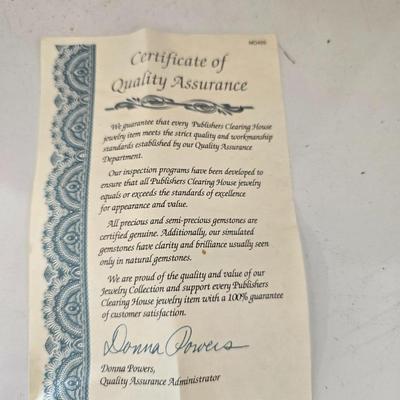 MD499
Certificate of
Quality Assurance
We guarantee that every Publishers Clearing House
jewelry item meets the strict quality and workmanship
standards established by our Quality Assurance
Department.
Our inspection programs have been developed to
ensure that all Publishers Clearing House jewelry
equals or exceeds the standards of excellence
for appearance and value.
All precious and semi-precious gemstones are
certified genuine. Additionally, our simulated
gemstones have clarity and brilliance usually seen
only in natural gemstones.
We are proud of the quality and value of our
Jewelry Collection and support every Publishers
Clearing House jewelry item with a 100% guarantee
of customer satisfaction.
Donna Powers
Donna Powers,
Quality Assurance Administrator